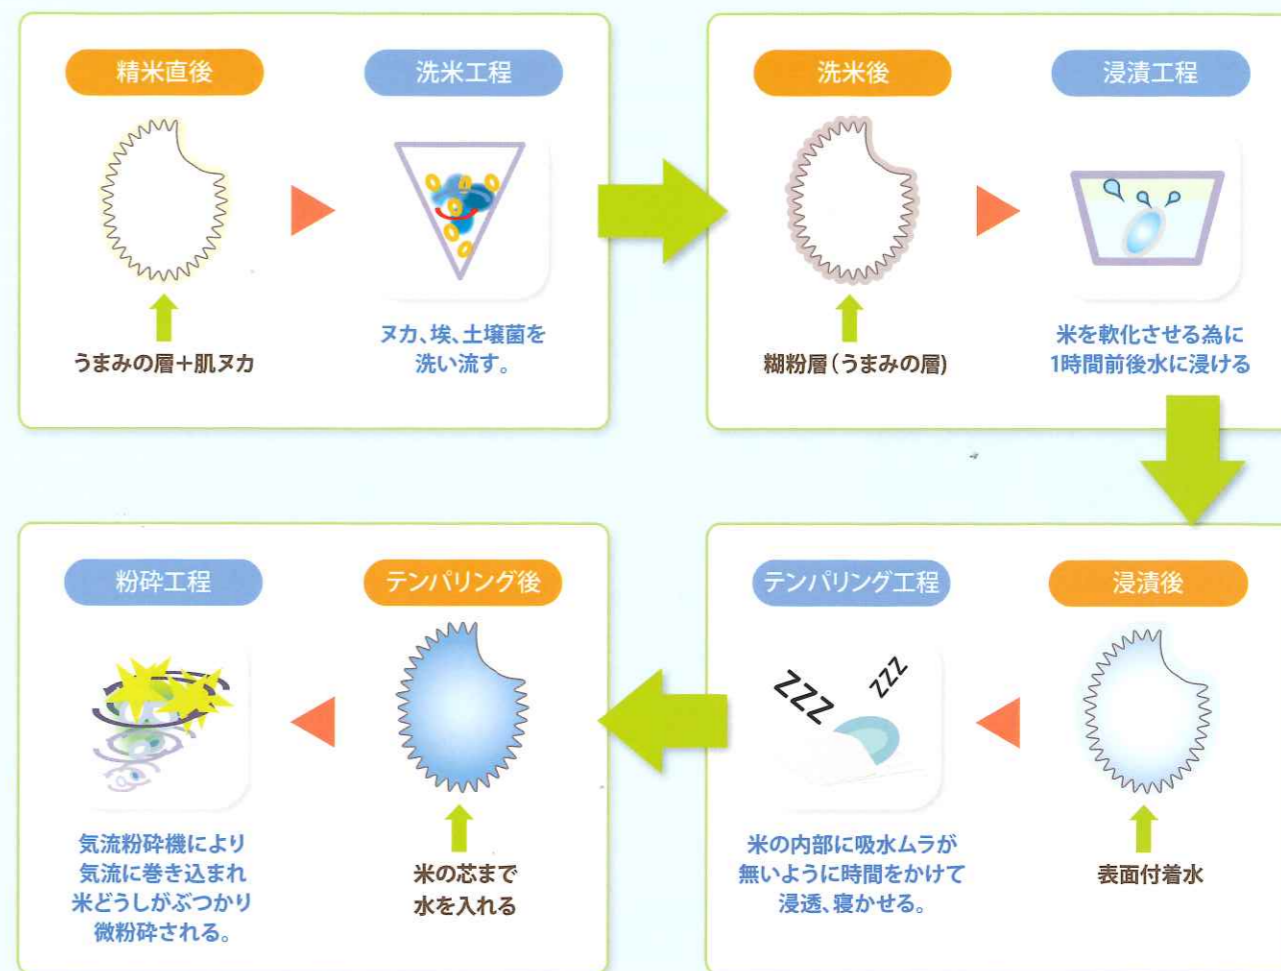 精米直後
洗米工程
うまみの層+肌ヌカ
ヌカ、埃、土壌菌を
洗い流す。
洗米後
浸漬工程
糊粉層(うまみの層)
米を軟化させる為に
1時間前後水に浸ける
浸漬後
テンパリング工程
表面付着水
ZZZ
ZZZ
米の内部に吸水ムラが
無いように時間をかけて
浸透、寝かせる。
テンパリング後
粉砕工程
米の芯まで
水を入れる
気流粉砕機により
気流に巻き込まれ
米どうしがぶつかり
微粉砕される。